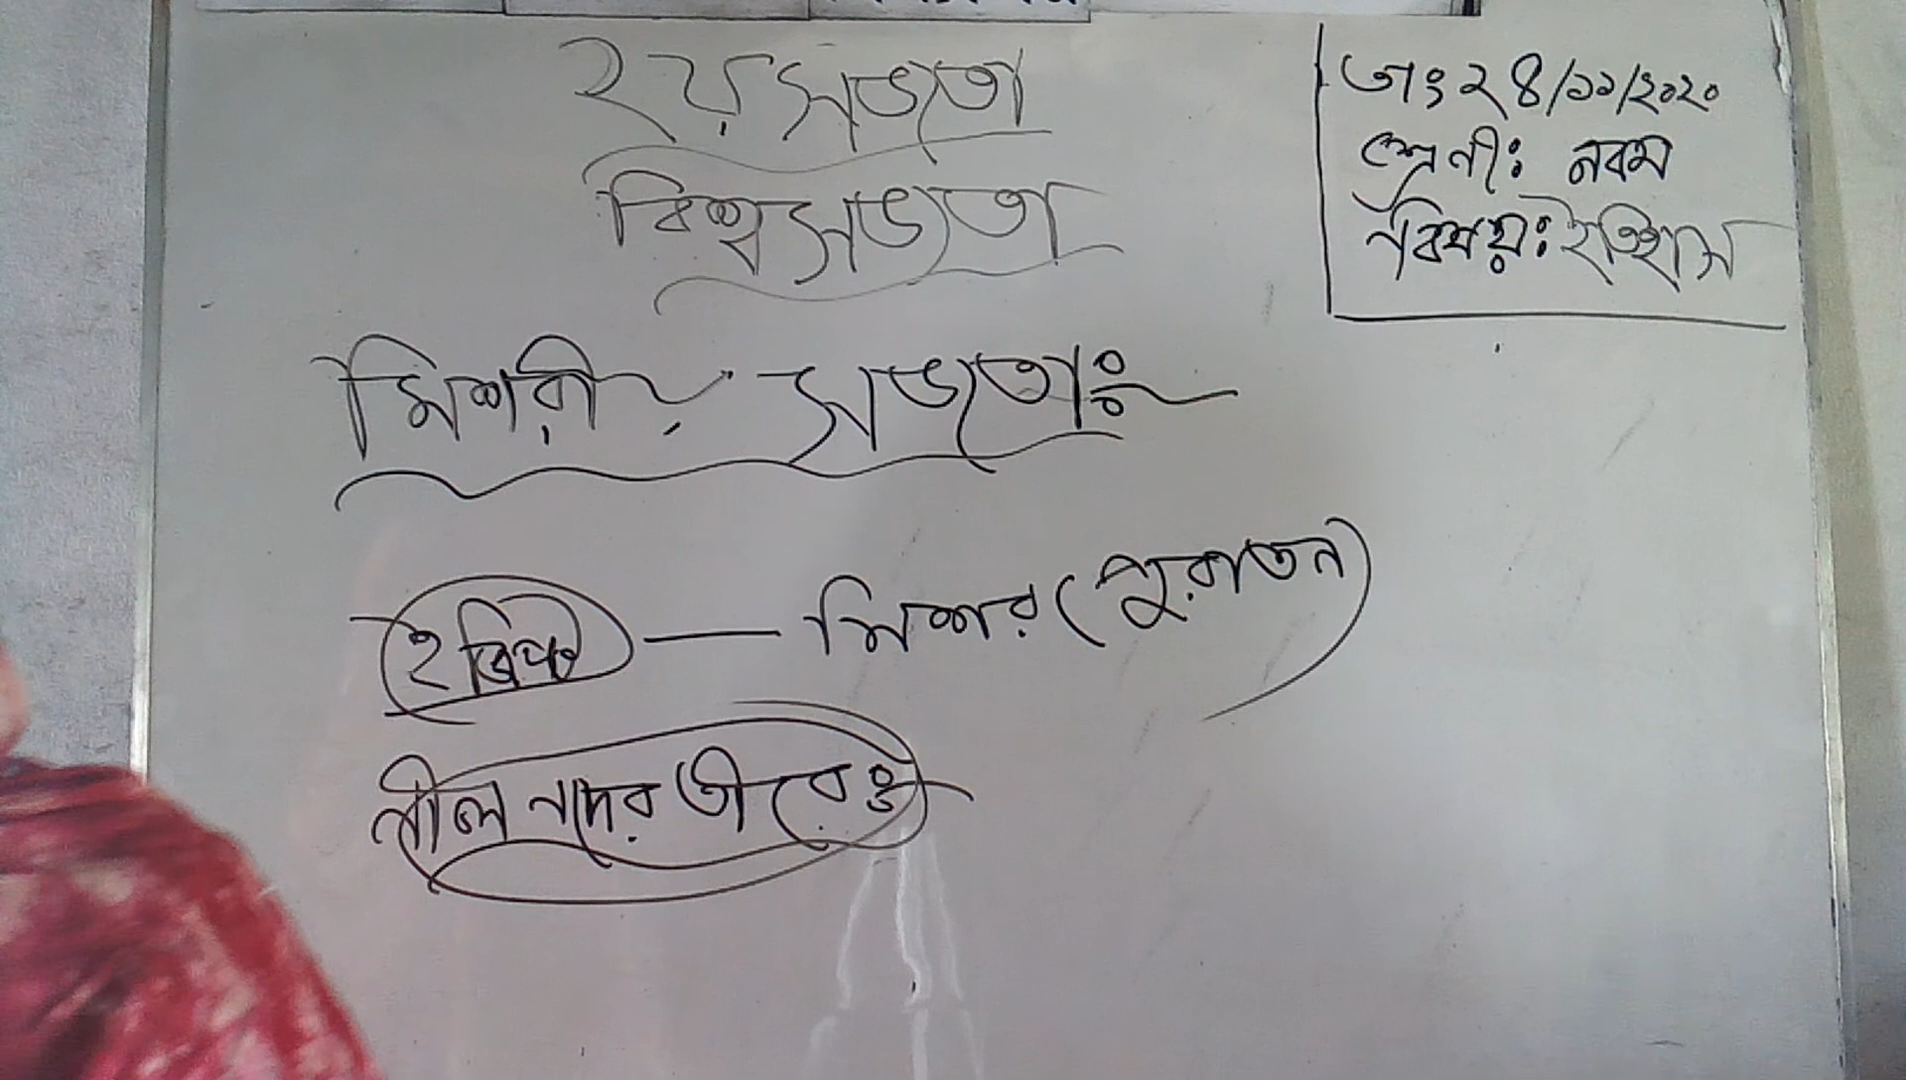 ২য় সভ্যতা
বিশ্বসভ্যতা
তাং ২৪/১১/২০২০
শ্রেণী: নবম
বিষয়: ইতিহাস
মিশরীয় সভ্যতাঃ
ইজিপ্ট — মিশর (পুরাতন)
নীল নদের তীরেঃ